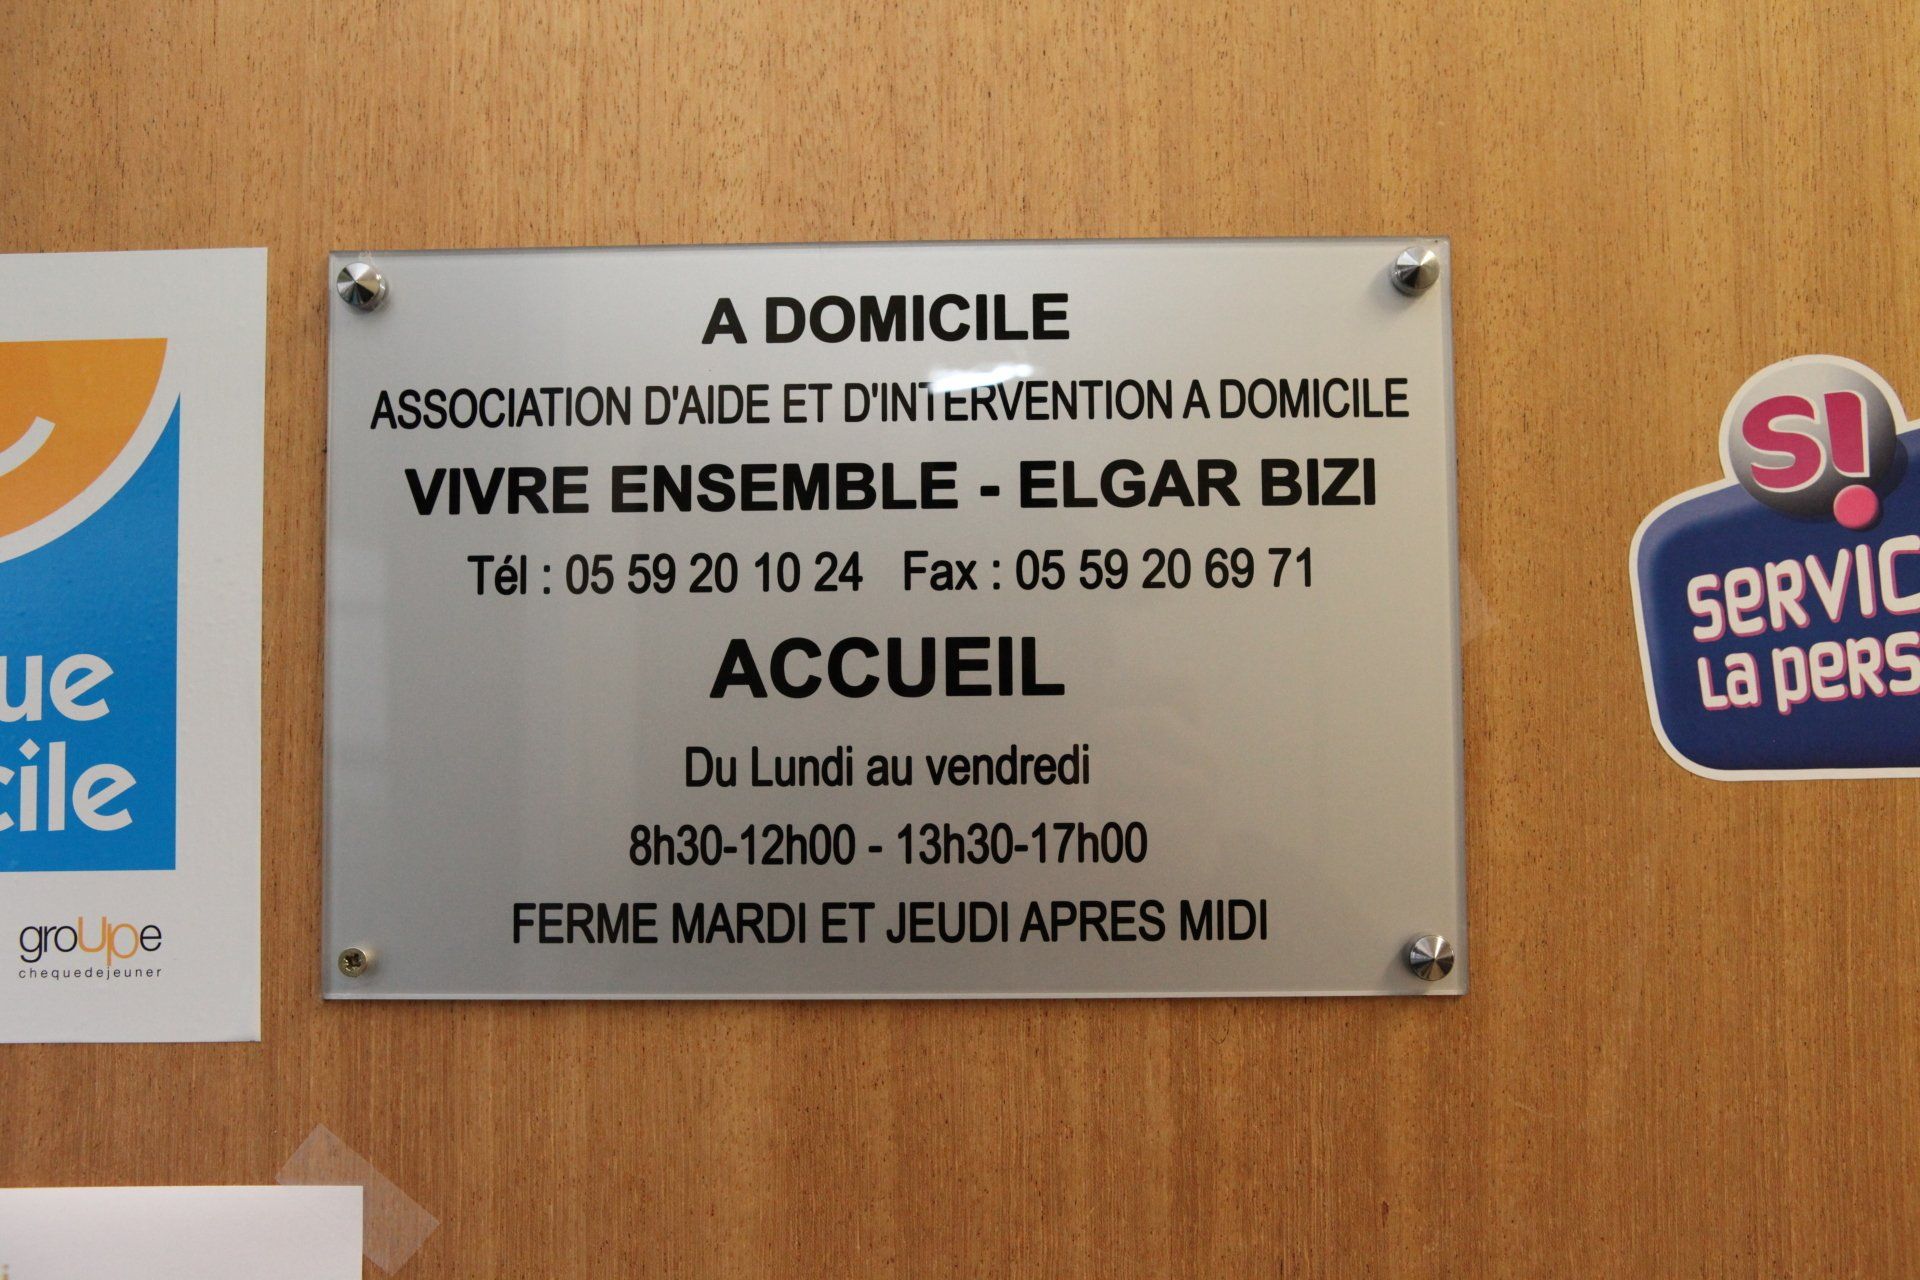 A DOMICILE
ASSOCIATION D'AIDE ET D'INTERVENTION A DOMICILE
VIVRE ENSEMBLE - ELGAR BIZI
Tél : 05 59 20 10 24 Fax : 05 59 20 69 71
ACCUEIL
Du Lundi au vendredi
8h30-12h00 - 13h30-17h00
FERME MARDI ET JEUDI APRES MIDI
ue
cile
groUpe
chequedejeuner
S!
SERVIC
La PERS